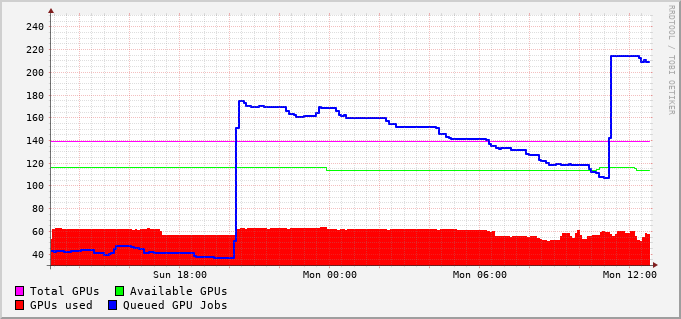 RRDTOOL / TOBI OETIKER
240
220
200
180
160
140
120
100
80
60
40
Sun 18:00 Mon 00:00 Mon 06:00 Mon 12:00
Total GPUs Available GPUs
GPUs used Queued GPU Jobs